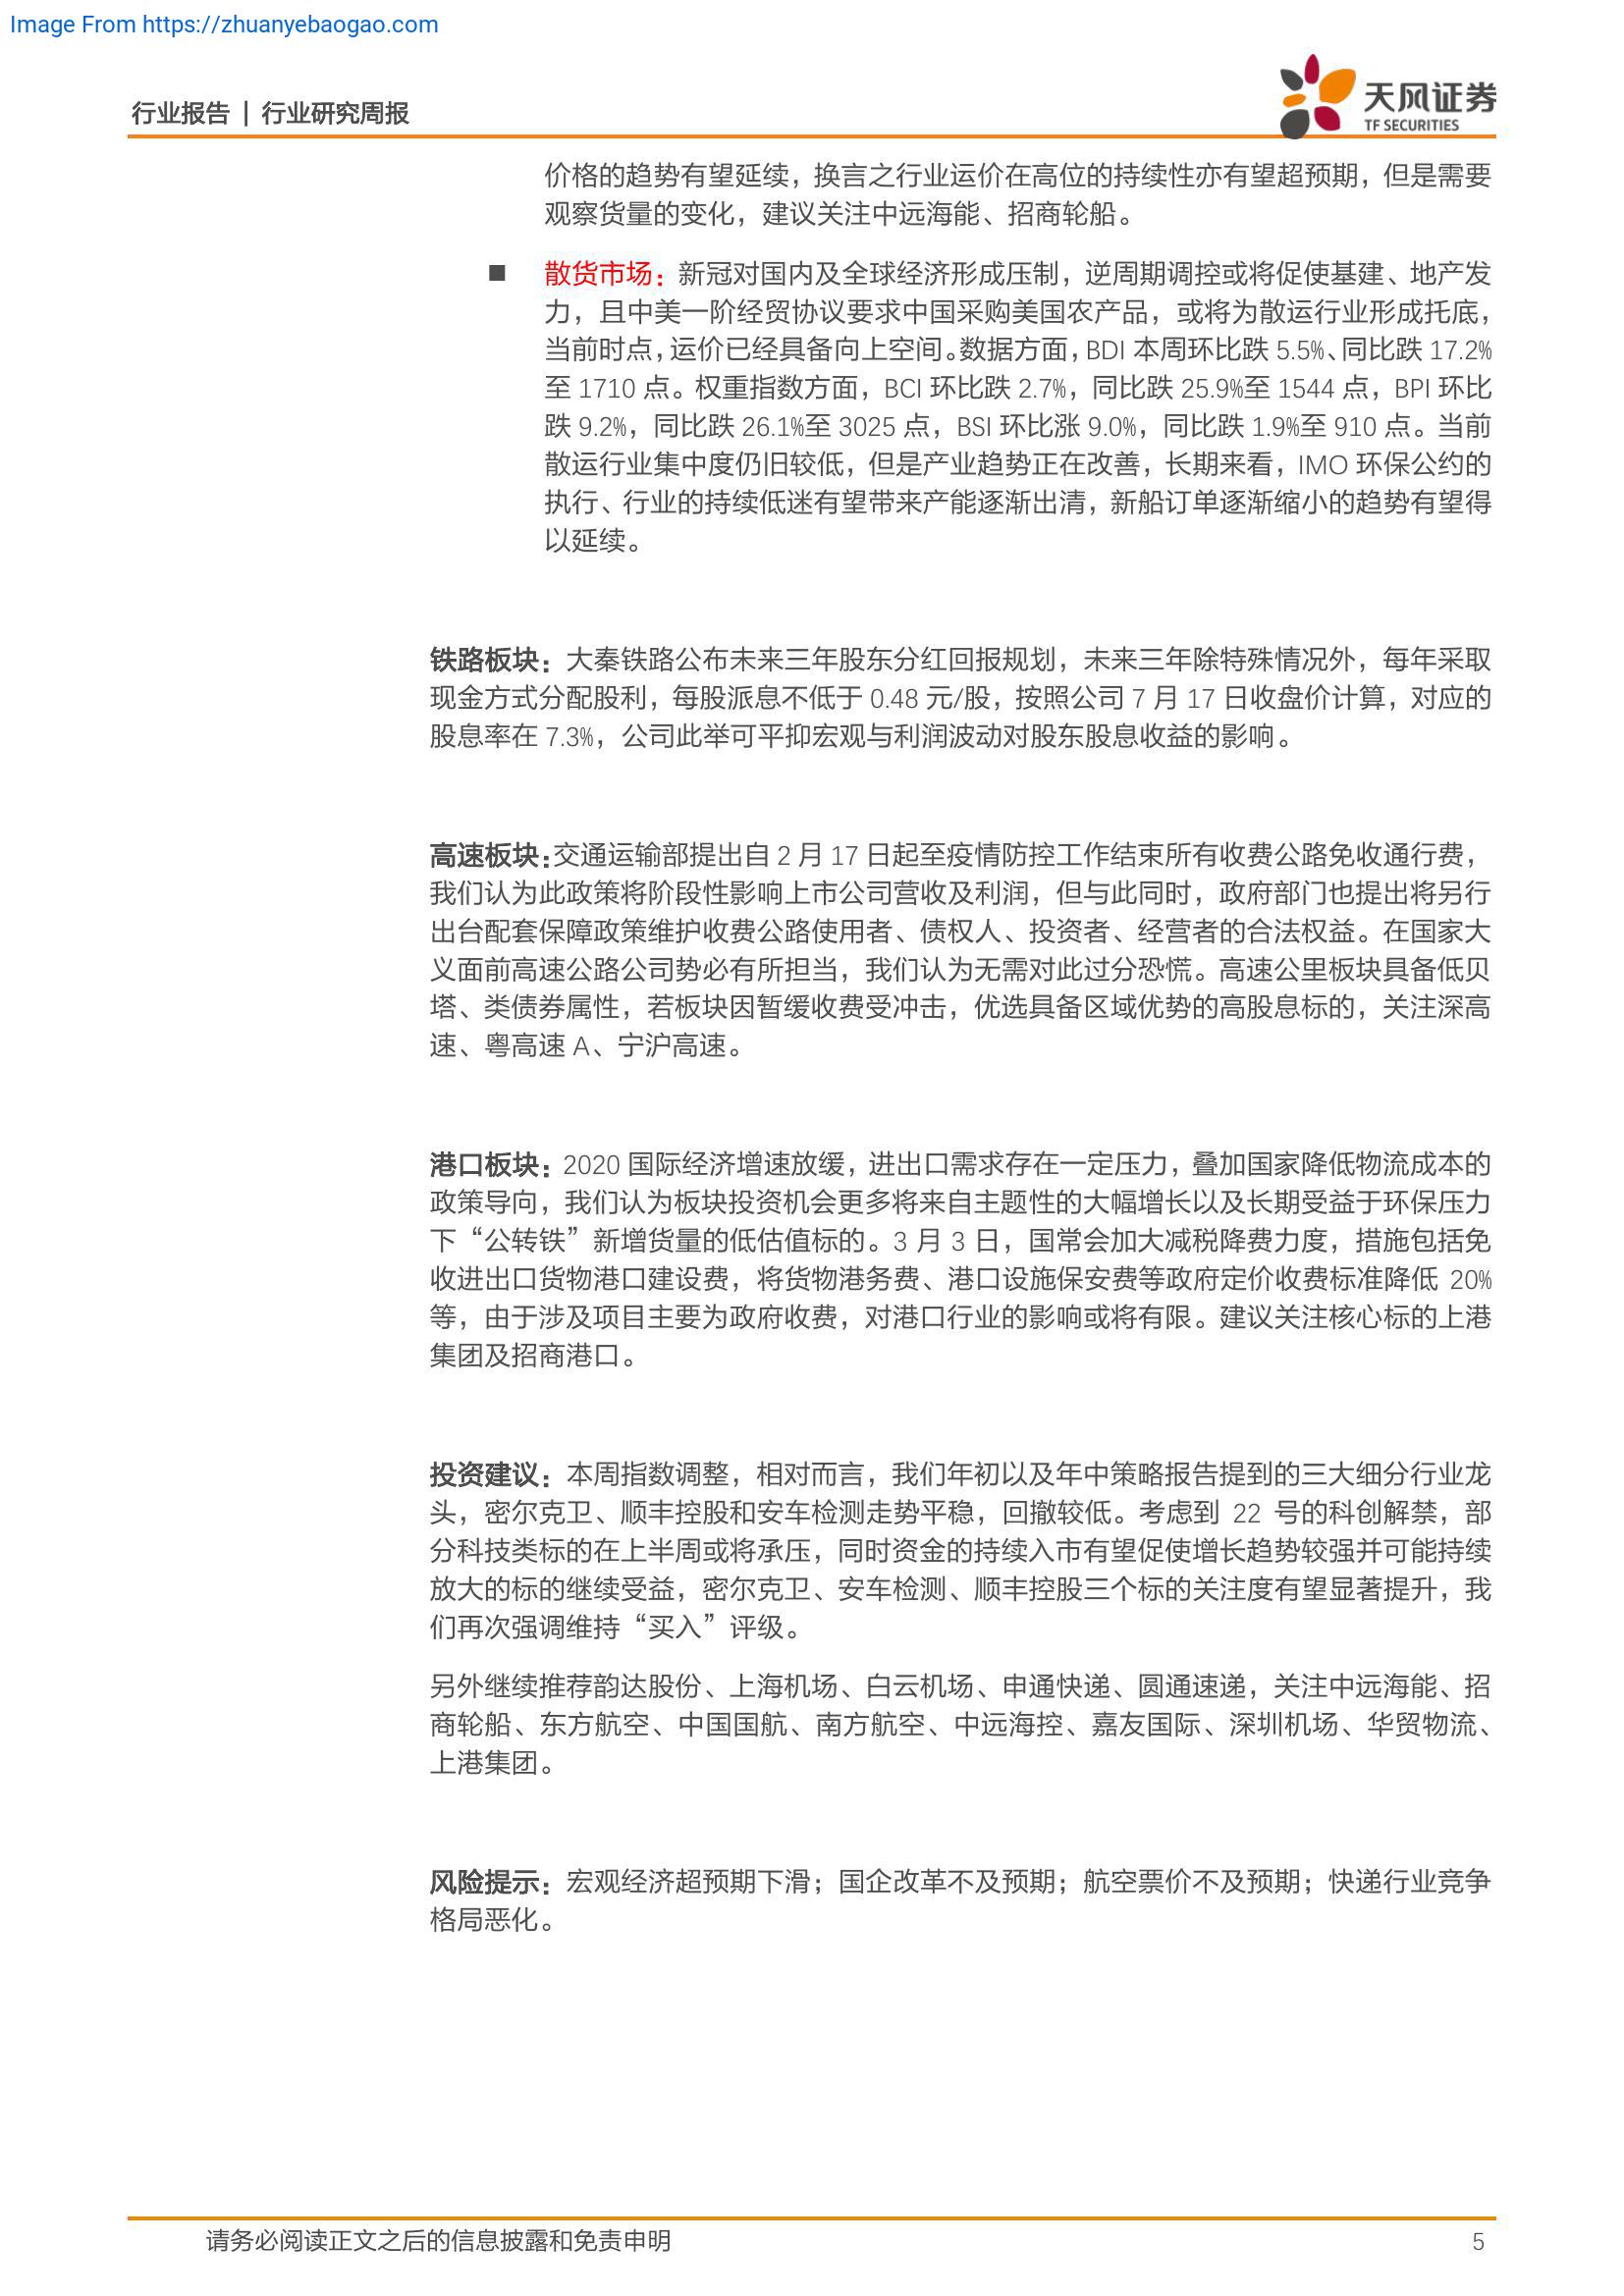 Image From https://zhuanyebaogao.com
行业报告 | 行业研究周报
天风证券
TF SECURITIES
价格的趋势有望延续，换言之行业运价在高位的持续性亦有望超预期，但是需要
观察货量的变化，建议关注中远海能、招商轮船。
■ 散货市场：新冠对国内及全球经济形成压制，逆周期调控或将促使基建、地产发
力，且中美一阶经贸协议要求中国采购美国农产品，或将为散运行业形成托底，
当前时点，运价已经具备向上空间。数据方面，BDI 本周环比跌 5.5%、同比跌 17.2%
至 1710 点。权重指数方面，BCI 环比跌 2.7%，同比跌 25.9%至 1544 点，BPI 环比
跌 9.2%，同比跌 26.1%至 3025 点，BSI 环比涨 9.0%，同比跌 1.9%至 910 点。当前
散运行业集中度仍旧较低，但是产业趋势正在改善，长期来看，IMO 环保公约的
执行、行业的持续低迷有望带来产能逐渐出清，新船订单逐渐缩小的趋势有望得
以延续。
铁路板块：大秦铁路公布未来三年股东分红回报规划，未来三年除特殊情况外，每年采取
现金方式分配股利，每股派息不低于 0.48 元/股，按照公司 7 月 17 日收盘价计算，对应的
股息率在 7.3%，公司此举可平抑宏观与利润波动对股东股息收益的影响。
高速板块：交通运输部提出自 2 月 17 日起至疫情防控工作结束所有收费公路免收通行费，
我们认为此政策将阶段性影响上市公司营收及利润，但与此同时，政府部门也提出将另行
出台配套保障政策维护收费公路使用者、债权人、投资者、经营者的合法权益。在国家大
义面前高速公路公司势必有所担当，我们认为无需对此过分恐慌。高速公里板块具备低贝
塔、类债券属性，若板块因暂缓收费受冲击，优选具备区域优势的高股息标的，关注深高
速、粤高速 A、宁沪高速。
港口板块：2020 国际经济增速放缓，进出口需求存在一定压力，叠加国家降低物流成本的
政策导向，我们认为板块投资机会更多将来自主题性的大幅增长以及长期受益于环保压力
下“公转铁”新增货量的低估值标的。3 月 3 日，国常会加大减税降费力度，措施包括免
收进出口货物港口建设费，将货物港务费、港口设施保安费等政府定价收费标准降低 20%
等，由于涉及项目主要为政府收费，对港口行业的影响或将有限。建议关注核心标的上港
集团及招商港口。
投资建议：本周指数调整，相对而言，我们年初以及年中策略报告提到的三大细分行业龙
头，密尔克卫、顺丰控股和安车检测走势平稳，回撤较低。考虑到 22 号的科创解禁，部
分科技类标的在上半周或将承压，同时资金的持续入市有望促使增长趋势较强并可能持续
放大的标的继续受益，密尔克卫、安车检测、顺丰控股三个标的关注度有望显著提升，我
们再次强调维持“买入”评级。
另外继续推荐韵达股份、上海机场、白云机场、申通快递、圆通速递，关注中远海能、招
商轮船、东方航空、中国国航、南方航空、中远海控、嘉友国际、深圳机场、华贸物流、
上港集团。
风险提示：宏观经济超预期下滑；国企改革不及预期；航空票价不及预期；快递行业竞争
格局恶化。
请务必阅读正文之后的信息披露和免责申明
5